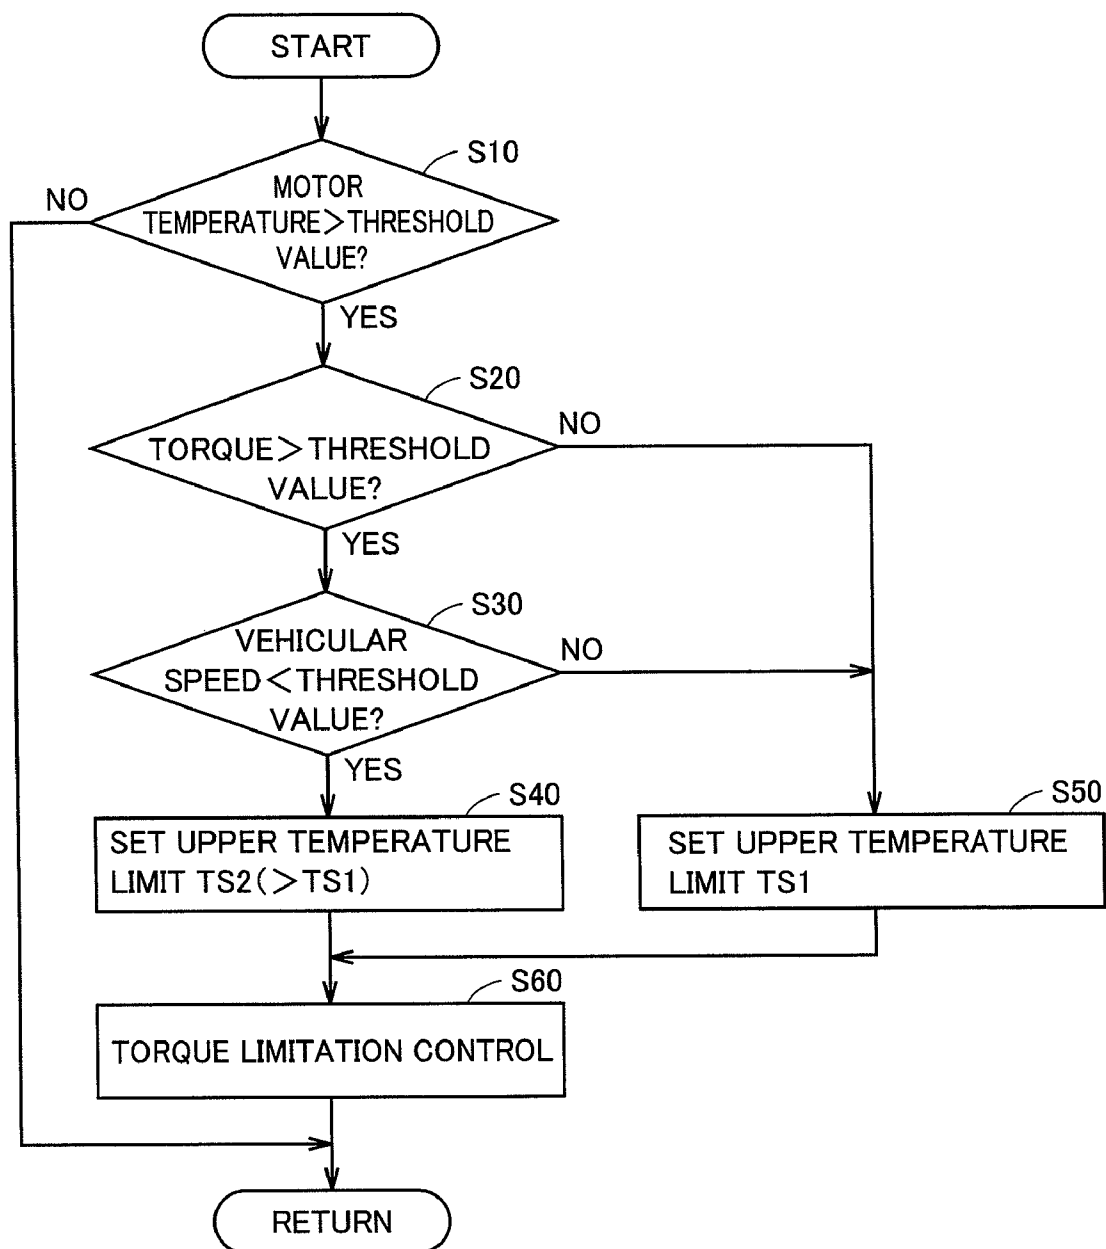 START
S10
NO
MOTOR
TEMPERATURE>THRESHOLD
VALUE?
YES
S20
NO
TORQUE>THRESHOLD
VALUE?
YES
S30
VEHICULAR
NO
SPEED<THRESHOLD
VALUE?
YES
S40
S50
SET UPPER TEMPERATURE
LIMIT TS2(>TS1)
SET UPPER TEMPERATURE
LIMIT TS1
S60
TORQUE LIMITATION CONTROL
RETURN